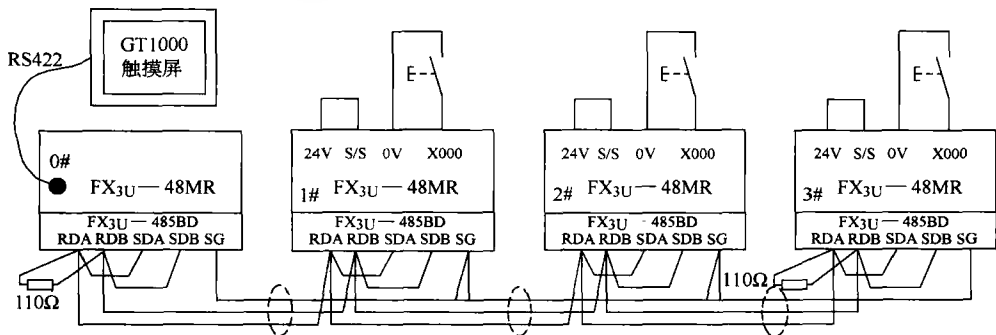 GT1000
触摸屏
RS422
0#
FX3U—48MR
FX3U—485BD
RDA RDB SDA SDB SG
110Ω
24V S/S 0V X000
1# FX3U—48MR
FX3U—485BD
RDA RDB SDA SDB SG
24V S/S 0V X000
2# FX3U—48MR
FX3U—485BD
RDA RDB SDA SDB SG
24V S/S 0V X000
3# FX3U—48MR
FX3U—485BD
RDA RDB SDA SDB SG
110Ω